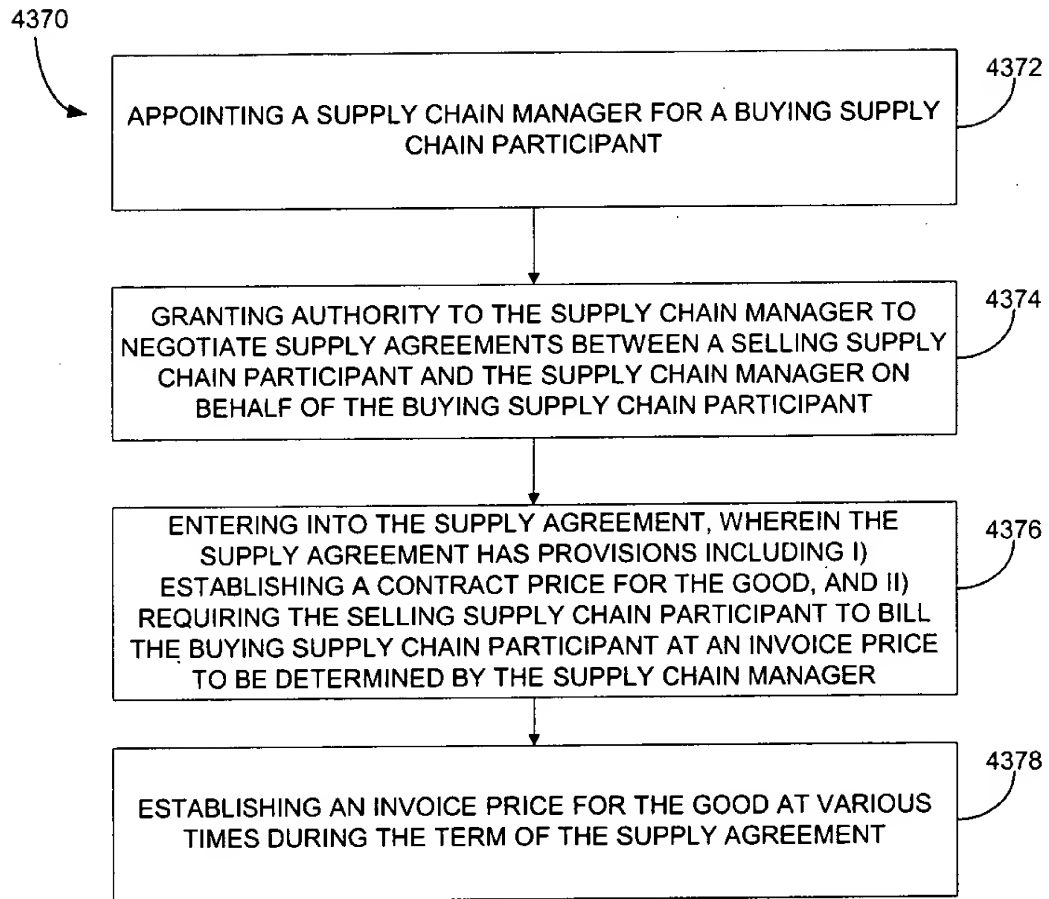 4370
4372
APPOINTING A SUPPLY CHAIN MANAGER FOR A BUYING SUPPLY
CHAIN PARTICIPANT
4374
GRANTING AUTHORITY TO THE SUPPLY CHAIN MANAGER TO
NEGOTIATE SUPPLY AGREEMENTS BETWEEN A SELLING SUPPLY
CHAIN PARTICIPANT AND THE SUPPLY CHAIN MANAGER ON
BEHALF OF THE BUYING SUPPLY CHAIN PARTICIPANT
4376
ENTERING INTO THE SUPPLY AGREEMENT, WHEREIN THE
SUPPLY AGREEMENT HAS PROVISIONS INCLUDING I)
ESTABLISHING A CONTRACT PRICE FOR THE GOOD, AND II)
REQUIRING THE SELLING SUPPLY CHAIN PARTICIPANT TO BILL
THE BUYING SUPPLY CHAIN PARTICIPANT AT AN INVOICE PRICE
TO BE DETERMINED BY THE SUPPLY CHAIN MANAGER
4378
ESTABLISHING AN INVOICE PRICE FOR THE GOOD AT VARIOUS
TIMES DURING THE TERM OF THE SUPPLY AGREEMENT